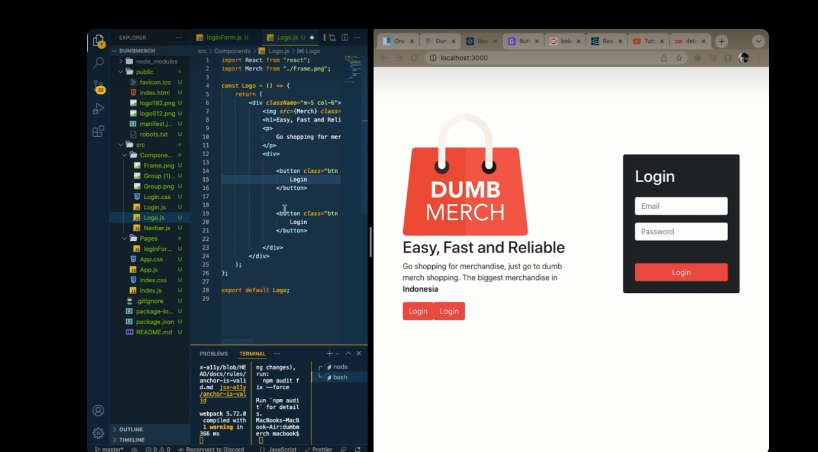 EXPLORER
DUMBMERCH
node_modules
public
favicon.ico
index.html U
logo192.png U
logo512.png U
manifest.j... U
robots.txt U
src
Compone...
Frame.png U
Group (1)... U
Group.png U
Login.css U
Login.js U
Logo.js U
Navbar.js U
Pages
loginFor... U
App.css U
App.js U
index.css U
index.js U
.gitignore
package-lo... U
package.json U
README.md U
OUTLINE
TIMELINE
loginForm.js U
Logo.js U
src > Components > Logo.js > Logo
1 import React from "react";
2 import Merch from "./Frame.png";
3
4 const Logo = () => {
5 return (
6 <div className="m-5 col-6">
7 <img src={Merch} class=
8 <h1>Easy, Fast and Reli
9 <p>
10 Go shopping for mer
11 </p>
12 <div>
13
14 <button class="btn
15 Login
16 </button>
17
18
19 <button class="btn
20 Login
21 </button>
22
23 </div>
24 </div>
25 );
26 };
27
28 export default Logo;
29
PROBLEMS TERMINAL
x-a11y/blob/HE
AD/docs/rules/
anchor-is-vali
d.md jsx-a11y
/anchor-is-val
id
webpack 5.72.0
compiled with
1 warning in
366 ms
ng changes),
run:
npm audit f
ix --force
Run `npm audi
t` for detail
s.
MacBooks-MacB
ook-Air:dumbm
erch macbook$
node
bash
master*
0 0
Reconnect to Discord
JavaScript
Prettier
localhost:3000
DUMB
MERCH
Easy, Fast and Reliable
Go shopping for merchandise, just go to dumb
merch shopping. The biggest merchandise in
Indonesia
Login Login
Login
Email
Password
Login